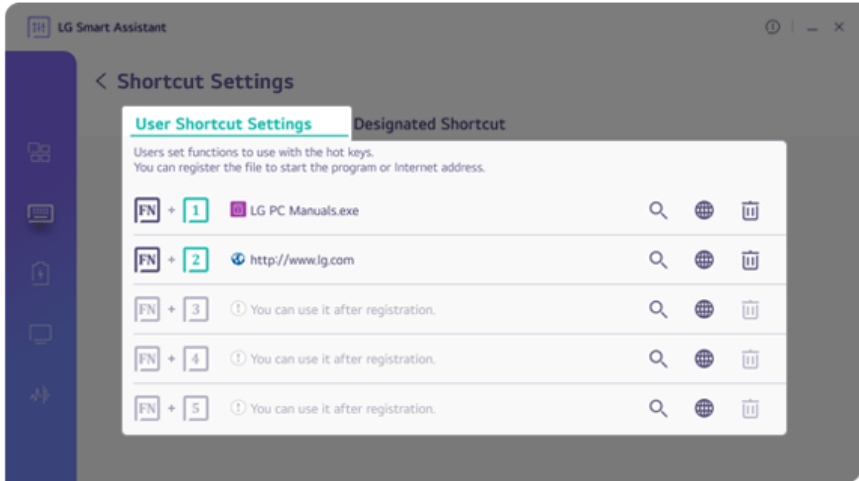 LG Smart Assistant
Shortcut Settings
User Shortcut Settings
Designated Shortcut
Users set functions to use with the hot keys.
You can register the file to start the program or Internet address.
FN + 1 LG PC Manuals.exe
FN + 2 http://www.lg.com
FN + 3 You can use it after registration.
FN + 4 You can use it after registration.
FN + 5 You can use it after registration.